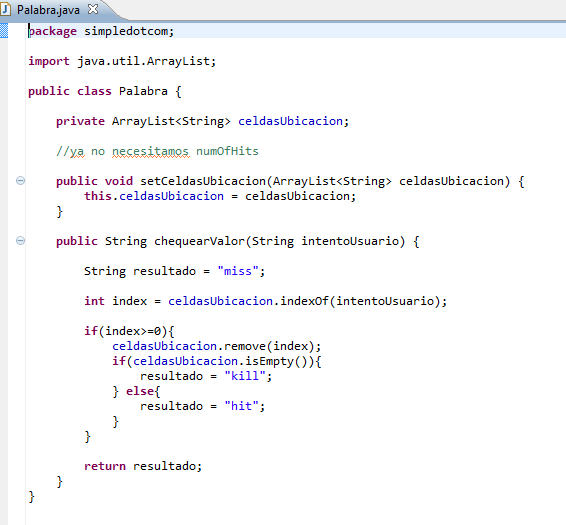 Palabra.java
package simpledotcom;
import java.util.ArrayList;
public class Palabra {
private ArrayList<String> celdasUbicacion;
//ya no necesitamos numOfHits
public void setCeldasUbicacion(ArrayList<String> celdasUbicacion) {
this.celdasUbicacion = celdasUbicacion;
}
public String chequearValor(String intentoUsuario) {
String resultado = "miss";
int index = celdasUbicacion.indexOf(intentoUsuario);
if(index>=0){
celdasUbicacion.remove(index);
if(celdasUbicacion.isEmpty()){
resultado = "kill";
} else{
resultado = "hit";
}
}
return resultado;
}
}